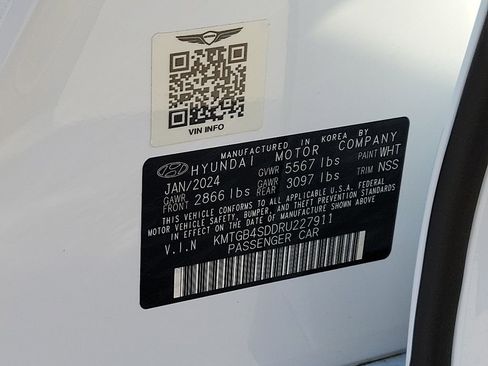 GENESIS
VIN INFO
MANUFACTURED IN KOREA BY
HYUNDAI MOTOR COMPANY
JAN/2024 GVWR 5567 lbs PAINT WHT
GAWR FRONT 2866 lbs GAWR REAR 3097 lbs TRIM NSS
THIS VEHICLE CONFORMS TO ALL APPLICABLE U.S.A. FEDERAL
MOTOR VEHICLE SAFETY, BUMPER, AND THEFT PREVENTION STANDARDS
IN EFFECT ON THE DATE OF MANUFACTURE SHOWN ABOVE.
V.I.N KMTGB4SDDRU227911
PASSENGER CAR